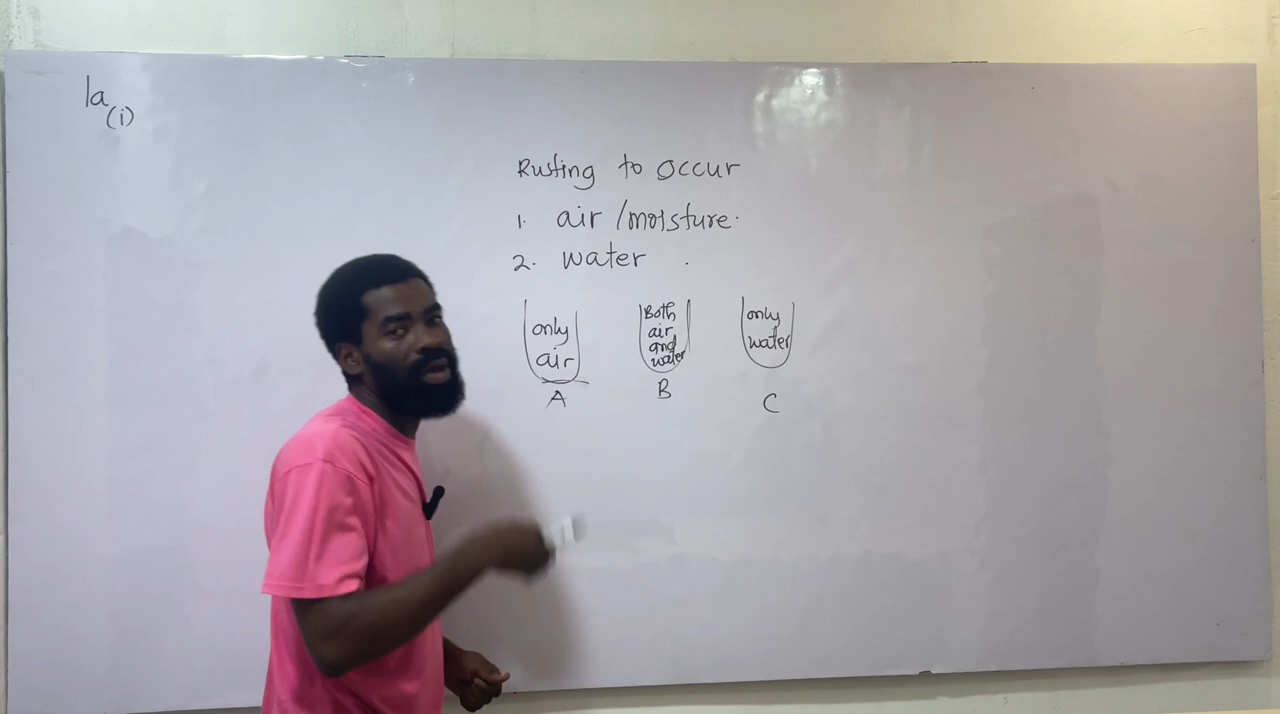 1a
(i)
Rusting to occur
1. air /moisture.
2. water .
only
air
A
Both
air
and
water
B
only
water
C